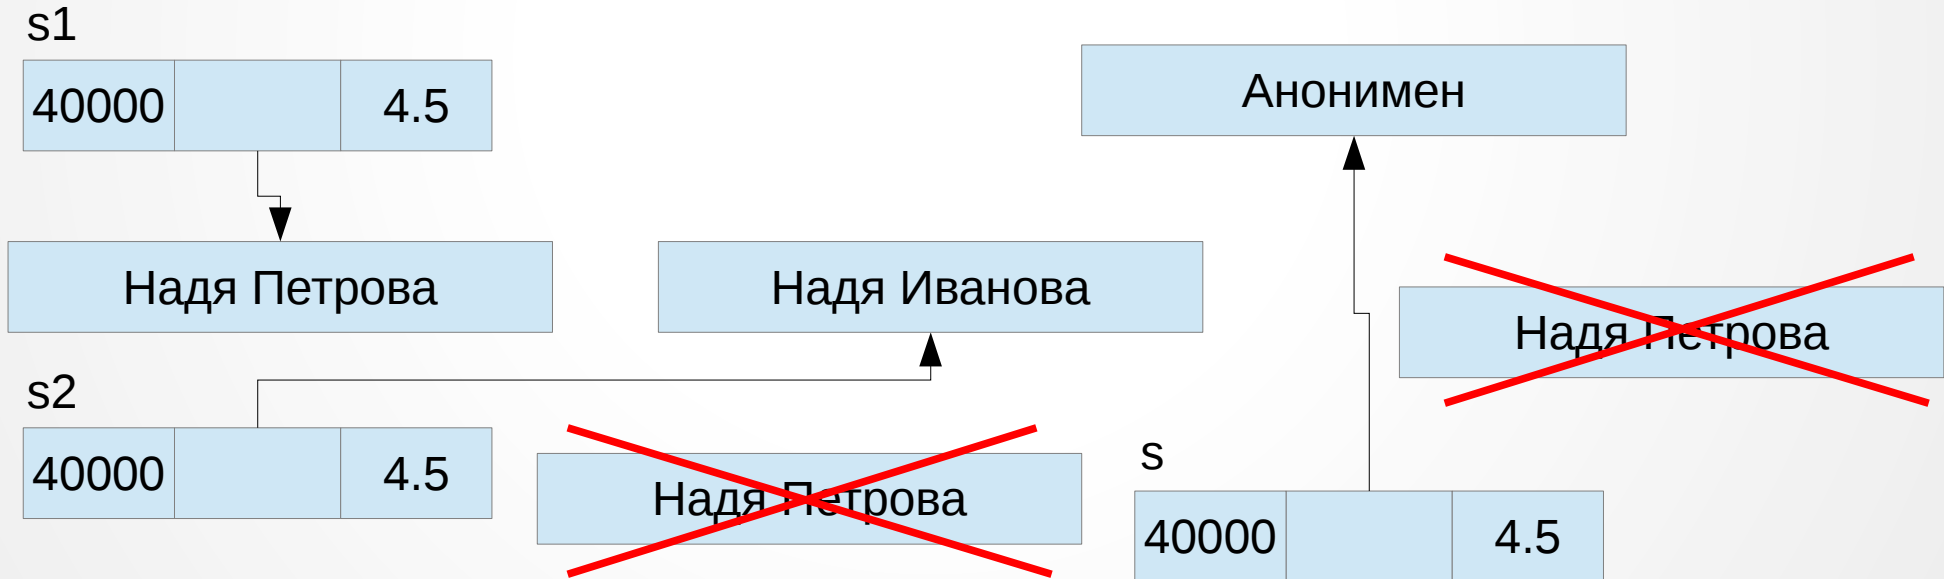 s1
40000 4.5
Анонимен
Надя Петрова
Надя Иванова
Надя Петрова
s2
40000 4.5
Надя Петрова
s
40000 4.5